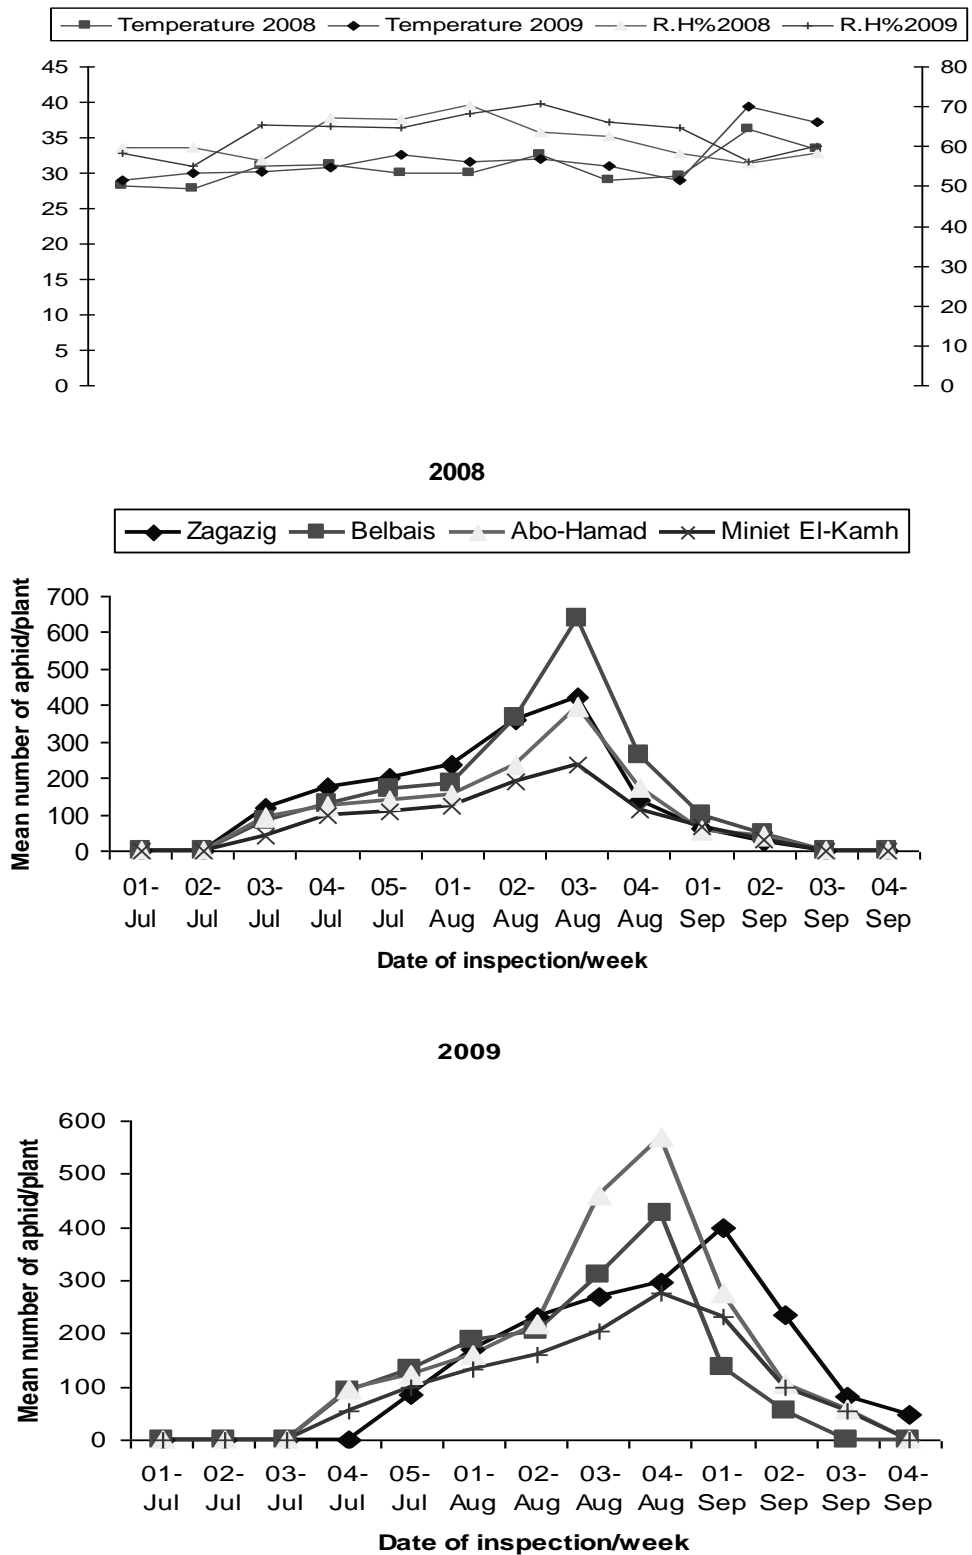 Temperature 2008 Temperature 2009 R.H%2008 R.H%2009
45 80
40 70
35 60
30 50
25 40
20 30
15 20
10 10
5 0
0
2008
Zagazig Belbais Abo-Hamad Miniet El-Kamh
Mean number of aphid/plant
700
600
500
400
300
200
100
0
01- 02- 03- 04- 05- 01- 02- 03- 04- 01- 02- 03- 04-
Jul Jul Jul Jul Jul Aug Aug Aug Aug Sep Sep Sep Sep
Date of inspection/week
2009
Mean number of aphid/plant
600
500
400
300
200
100
0
01- 02- 03- 04- 05- 01- 02- 03- 04- 01- 02- 03- 04-
Jul Jul Jul Jul Jul Aug Aug Aug Aug Sep Sep Sep Sep
Date of inspection/week